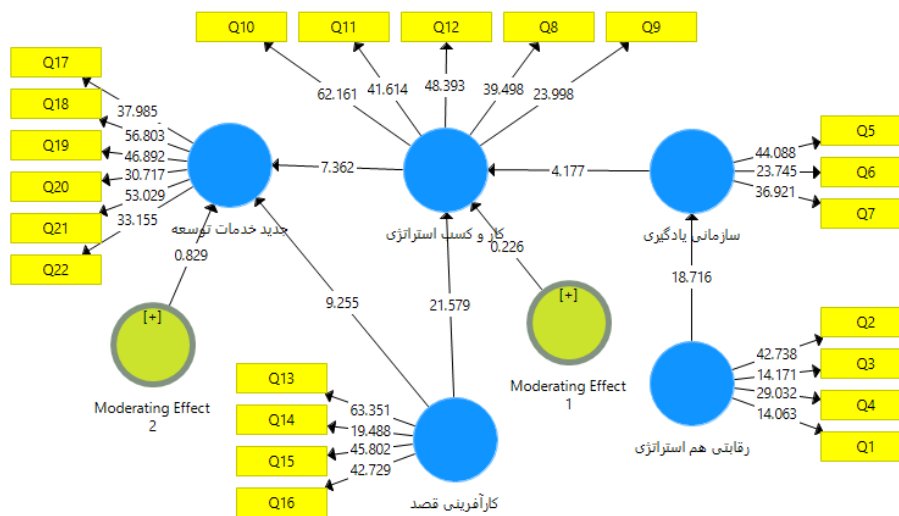 Q10
Q11
Q12
Q8
Q9
Q17
Q18
Q19
Q20
Q21
Q22
37.985
56.803
46.892
30.717
53.029
33.155
62.161
41.614
48.393
39.498
23.998
Q5
Q6
Q7
44.088
23.745
36.921
7.362
4.177
جدید خدمات توسعه
کار و کسب استراتژی
سازمانی یادگیری
0.829
0.226
9.255
21.579
18.716
[+]
Moderating Effect
2
[+]
Moderating Effect
1
Q2
Q3
Q4
Q1
42.738
14.171
29.032
14.063
رقابتی هم استراتژی
Q13
Q14
Q15
Q16
63.351
19.488
45.802
42.729
کارآفرینی قصد